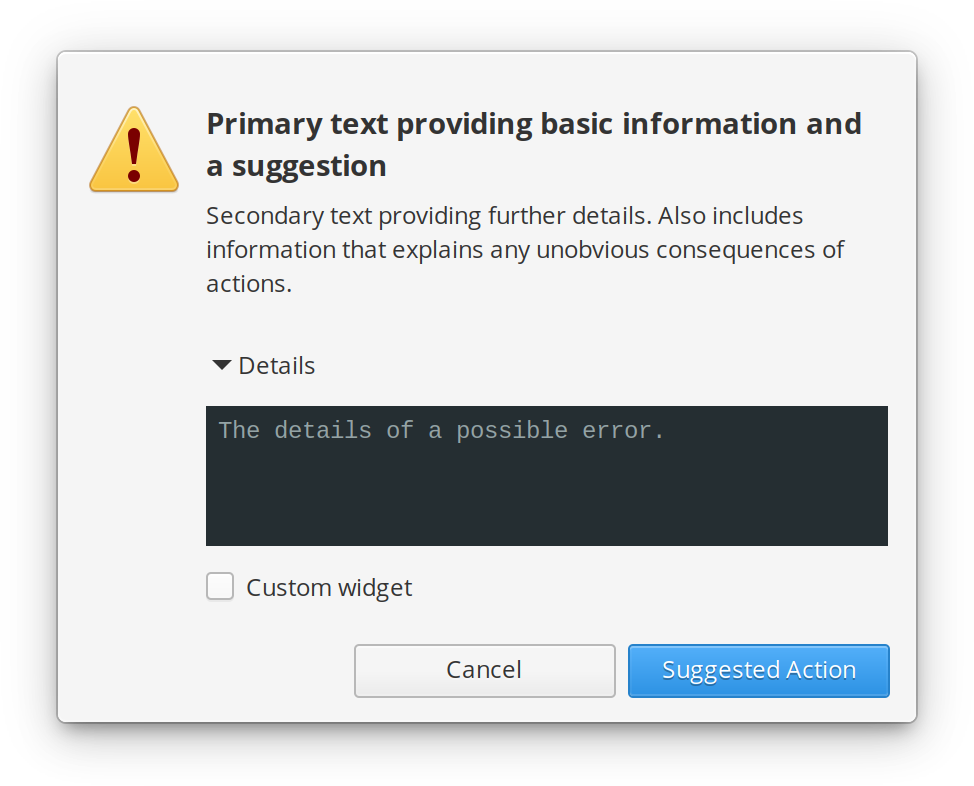 Primary text providing basic information and
a suggestion
Secondary text providing further details. Also includes
information that explains any unobvious consequences of
actions.
Details
The details of a possible error.
Custom widget
Cancel
Suggested Action